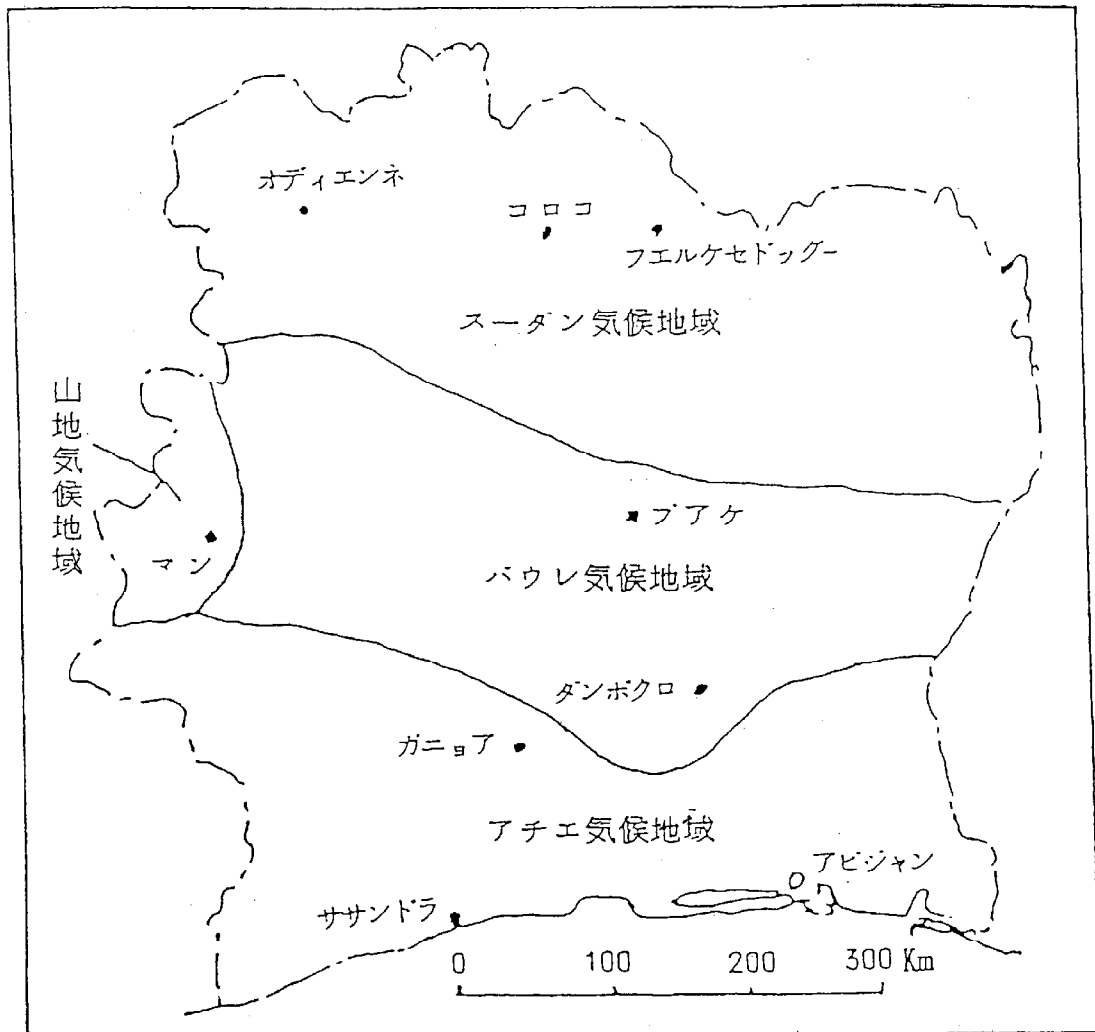 オディエンネ
コロコ
フエルケセドッグー
スーダン気候地域
山地気候地域
ブアケ
マン
バウレ気候地域
ダンボクロ
ガニョア
アチエ気候地域
アビジャン
ササンドラ
0 100 200 300 Km